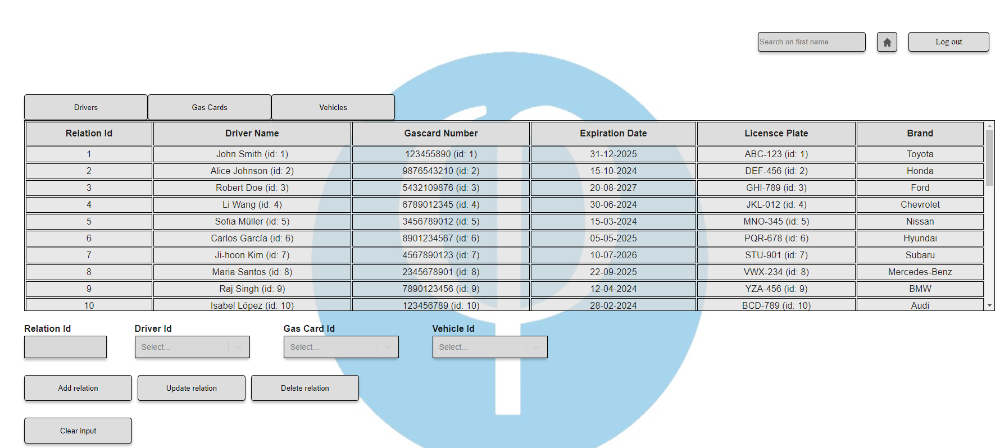 Search on first name Log out
Drivers Gas Cards Vehicles
Relation Id Driver Name Gascard Number Expiration Date Licensce Plate Brand
1 John Smith (id: 1) 123455890 (id: 1) 31-12-2025 ABC-123 (id: 1) Toyota
2 Alice Johnson (id: 2) 9876543210 (id: 2) 15-10-2024 DEF-456 (id: 2) Honda
3 Robert Doe (id: 3) 5432109876 (id: 3) 20-08-2027 GHI-789 (id: 3) Ford
4 Li Wang (id: 4) 6789012345 (id: 4) 30-06-2024 JKL-012 (id: 4) Chevrolet
5 Sofia Müller (id: 5) 3456789012 (id: 5) 15-03-2024 MNO-345 (id: 5) Nissan
6 Carlos García (id: 6) 8901234567 (id: 6) 05-05-2025 PQR-678 (id: 6) Hyundai
7 Ji-hoon Kim (id: 7) 4567890123 (id: 7) 10-07-2026 STU-901 (id: 7) Subaru
8 Maria Santos (id: 8) 2345678901 (id: 8) 22-09-2025 VWX-234 (id: 8) Mercedes-Benz
9 Raj Singh (id: 9) 7890123456 (id: 9) 12-04-2024 YZA-456 (id: 9) BMW
10 Isabel López (id: 10) 123456789 (id: 10) 28-02-2024 BCD-789 (id: 10) Audi
Relation Id Driver Id Gas Card Id Vehicle Id
Select... Select... Select...
Add relation Update relation Delete relation
Clear input